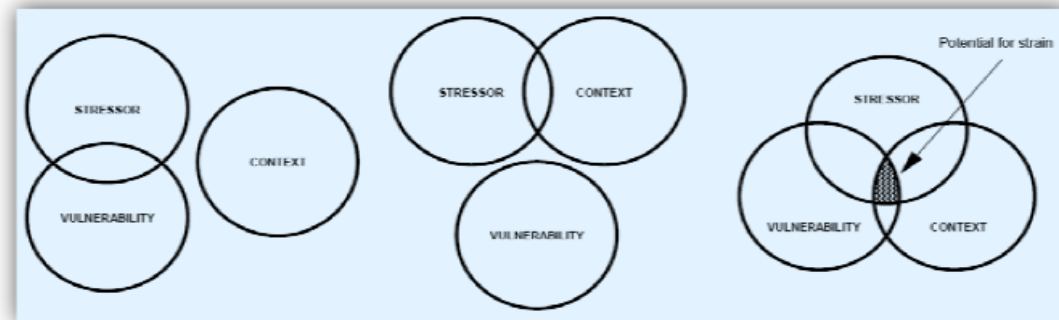 STRESSOR
VULNERABILITY
CONTEXT
STRESSOR
CONTEXT
VULNERABILITY
Potential for strain
STRESSOR
VULNERABILITY
CONTEXT